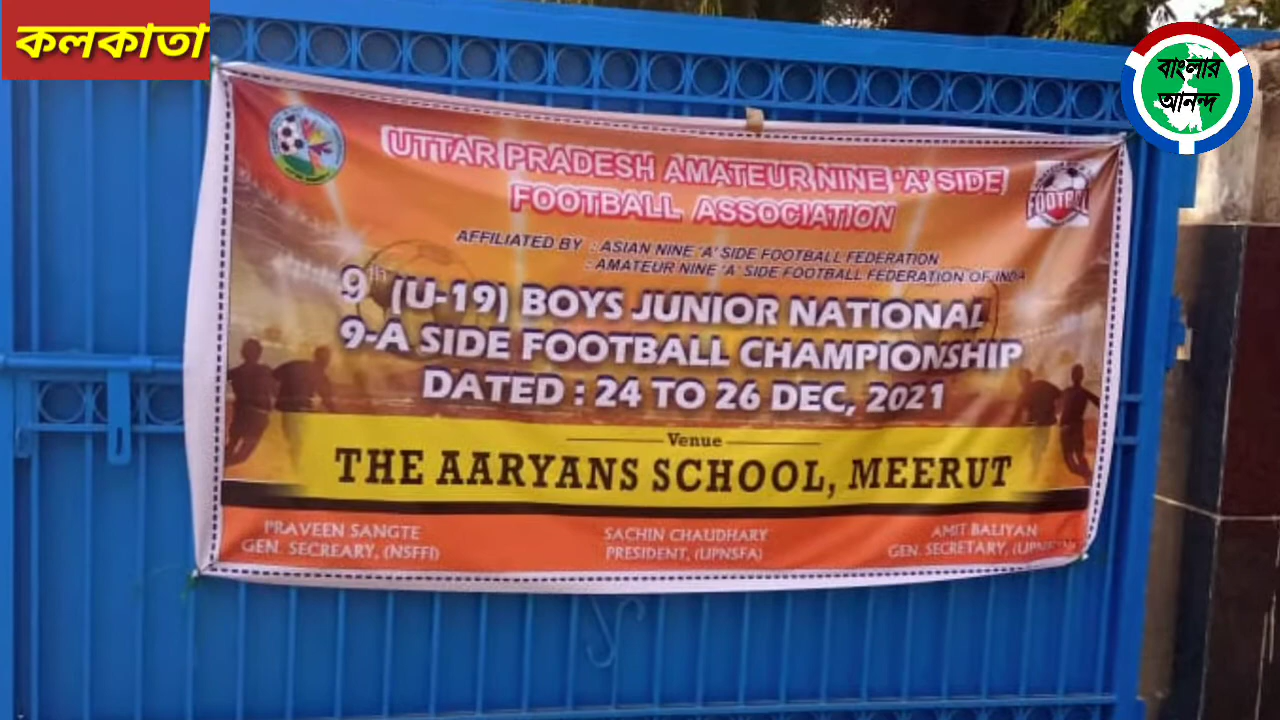 কলকাতা
বাংলার
আনন্দ
UTTAR PRADESH AMATEUR NINE 'A' SIDE
FOOTBALL ASSOCIATION
FOOTBALL
AFFILIATED BY : ASIAN NINE 'A' SIDE FOOTBALL FEDERATION
: AMATEUR NINE 'A' SIDE FOOTBALL FEDERATION OF INDA
9th (U-19) BOYS JUNIOR NATIONAL
9-A SIDE FOOTBALL CHAMPIONSHIP
DATED : 24 TO 26 DEC, 2021
Venue
THE AARYANS SCHOOL, MEERUT
PRAVEEN SANGTE
GEN. SECREARY, (NSFFI)
SACHIN CHAUDHARY
PRESIDENT, (UPNSFA)
AMIT BALIYAN
GEN. SECRETARY,